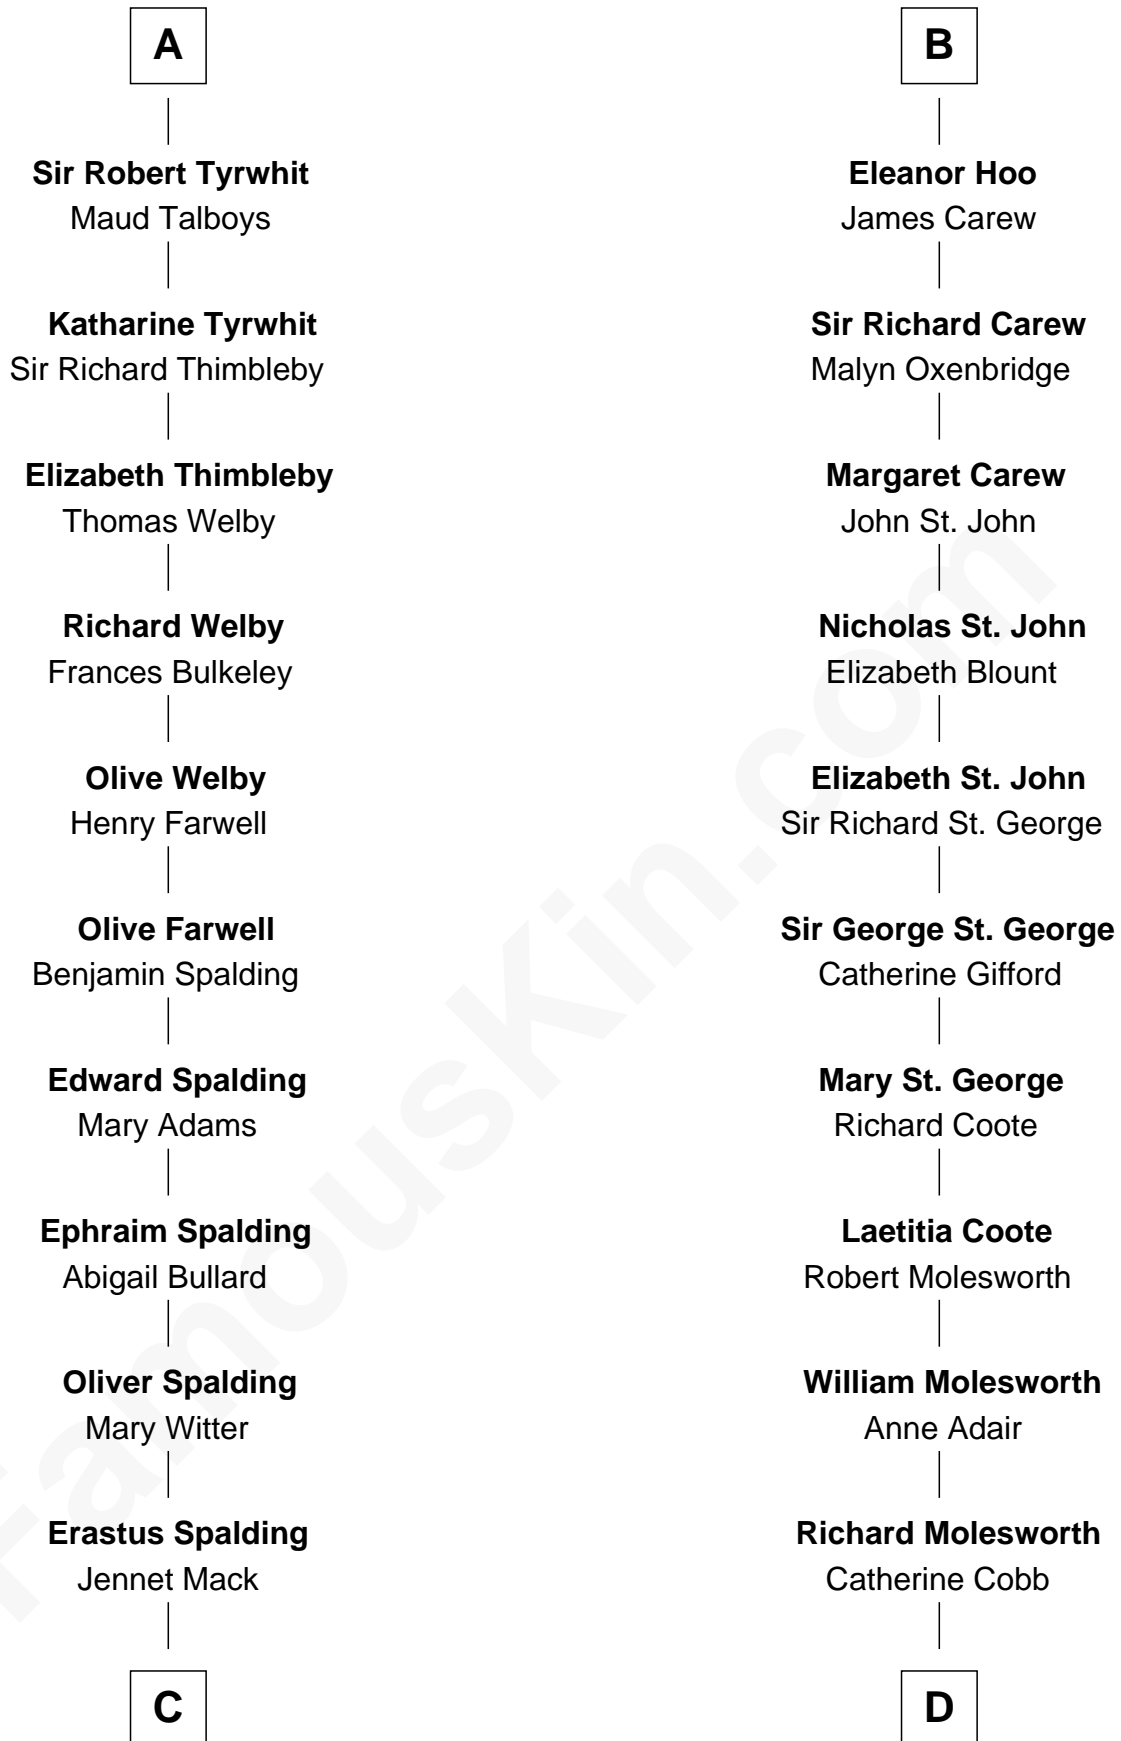 A
Sir Robert Tyrwhit
Maud Talboys
Katharine Tyrwhit
Sir Richard Thimbleby
Elizabeth Thimbleby
Thomas Welby
Richard Welby
Frances Bulkeley
Olive Welby
Henry Farwell
Olive Farwell
Benjamin Spalding
Edward Spalding
Mary Adams
Ephraim Spalding
Abigail Bullard
Oliver Spalding
Mary Witter
Erastus Spalding
Jennet Mack
C
B
Eleanor Hoo
James Carew
Sir Richard Carew
Malyn Oxenbridge
Margaret Carew
John St. John
Nicholas St. John
Elizabeth Blount
Elizabeth St. John
Sir Richard St. George
Sir George St. George
Catherine Gifford
Mary St. George
Richard Coote
Laetitia Coote
Robert Molesworth
William Molesworth
Anne Adair
Richard Molesworth
Catherine Cobb
D
FamousKin.com